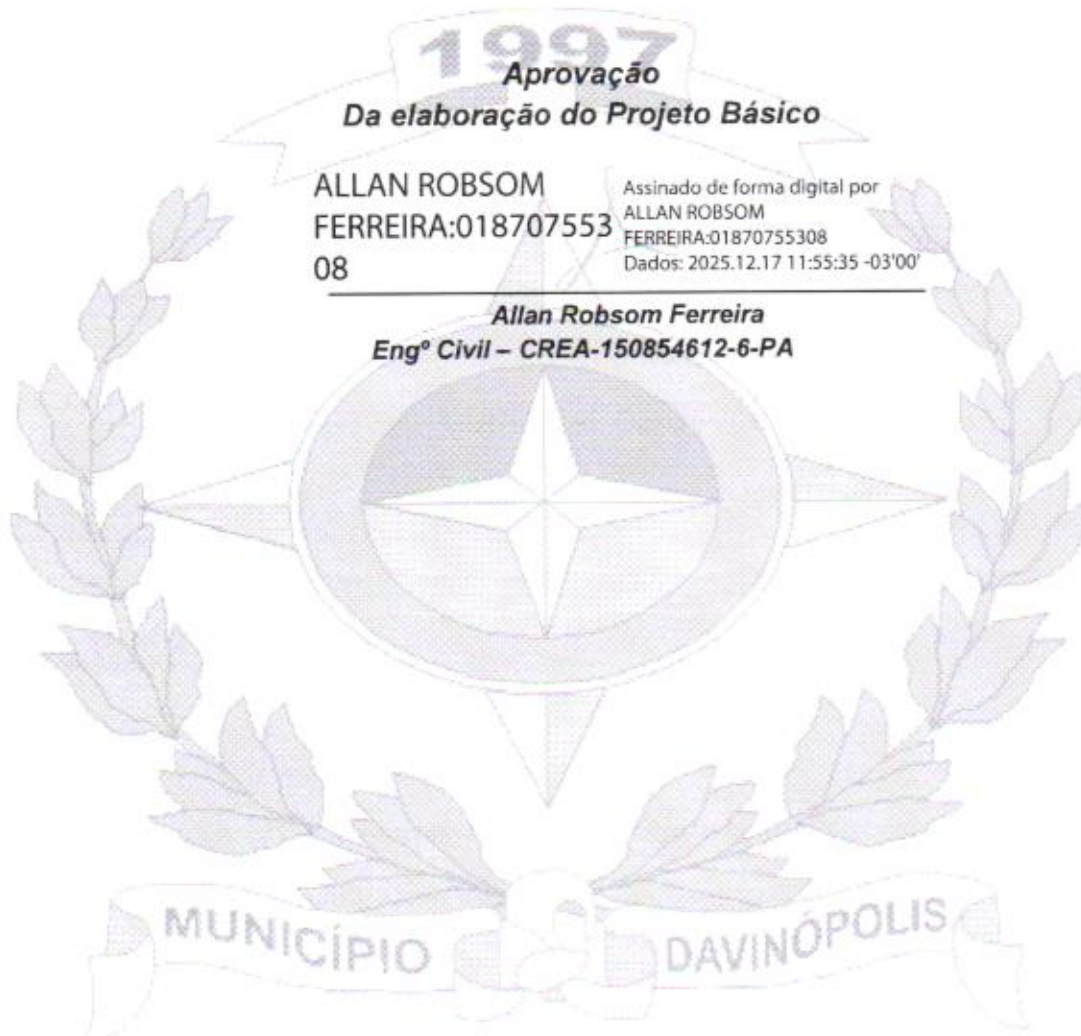 1997
Aprovação
Da elaboração do Projeto Básico
ALLAN ROBSOM
FERREIRA:018707553
08
Assinado de forma digital por
ALLAN ROBSOM
FERREIRA:01870755308
Dados: 2025.12.17 11:55:35 -03'00'
Allan Robsom Ferreira
Engº Civil – CREA-150854612-6-PA
MUNICÍPIO
DAVINÓPOLIS